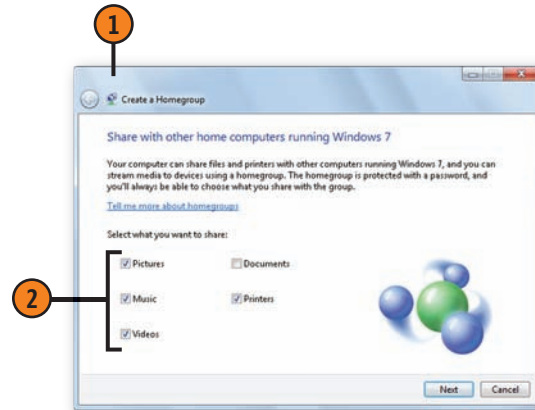 1
Create a Homegroup
Share with other home computers running Windows 7
Your computer can share files and printers with other computers running Windows 7, and you can
stream media to devices using a homegroup. The homegroup is protected with a password, and
you'll always be able to choose what you share with the group.
Tell me more about homegroups
Select what you want to share:
Pictures Documents
2
Music Printers
Videos
Next Cancel